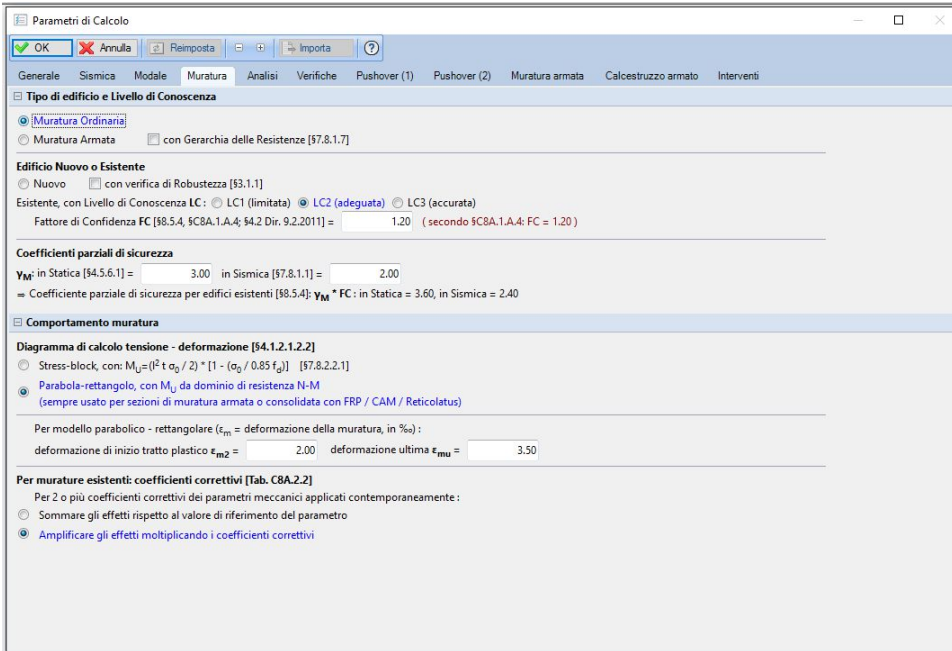 Parametri di Calcolo
OK Annulla Reimposta Importa ?
Generale Sismica Modale Muratura Analisi Verifiche Pushover (1) Pushover (2) Muratura armata Calcestruzzo armato Interventi
Tipo di edificio e Livello di Conoscenza
Muratura Ordinaria
Muratura Armata con Gerarchia delle Resistenze [§7.8.1.7]
Edificio Nuovo o Esistente
Nuovo con verifica di Robustezza [§3.1.1]
Esistente, con Livello di Conoscenza LC : LC1 (limitata) LC2 (adeguata) LC3 (accurata)
Fattore di Confidenza FC [§8.5.4, §C8A.1.A.4; §4.2 Dir. 9.2.2011] = 1.20 ( secondo §C8A.1.A.4: FC = 1.20 )
Coefficienti parziali di sicurezza
γM: in Statica [§4.5.6.1] = 3.00 in Sismica [§7.8.1.1] = 2.00
⇒ Coefficiente parziale di sicurezza per edifici esistenti [§8.5.4]: γM * FC : in Statica = 3.60, in Sismica = 2.40
Comportamento muratura
Diagramma di calcolo tensione - deformazione [§4.1.2.1.2.2]
Stress-block, con: MU=(l² t σ0 / 2) * [1 - (σ0 / 0.85 fd)] [§7.8.2.2.1]
Parabola-rettangolo, con MU da dominio di resistenza N-M
(sempre usato per sezioni di muratura armata o consolidata con FRP / CAM / Reticolatus)
Per modello parabolico - rettangolare (εm = deformazione della muratura, in ‰) :
deformazione di inizio tratto plastico εm2 = 2.00 deformazione ultima εmu = 3.50
Per murature esistenti: coefficienti correttivi [Tab. C8A.2.2]
Per 2 o più coefficienti correttivi dei parametri meccanici applicati contemporaneamente :
Sommare gli effetti rispetto al valore di riferimento del parametro
Amplificare gli effetti moltiplicando i coefficienti correttivi